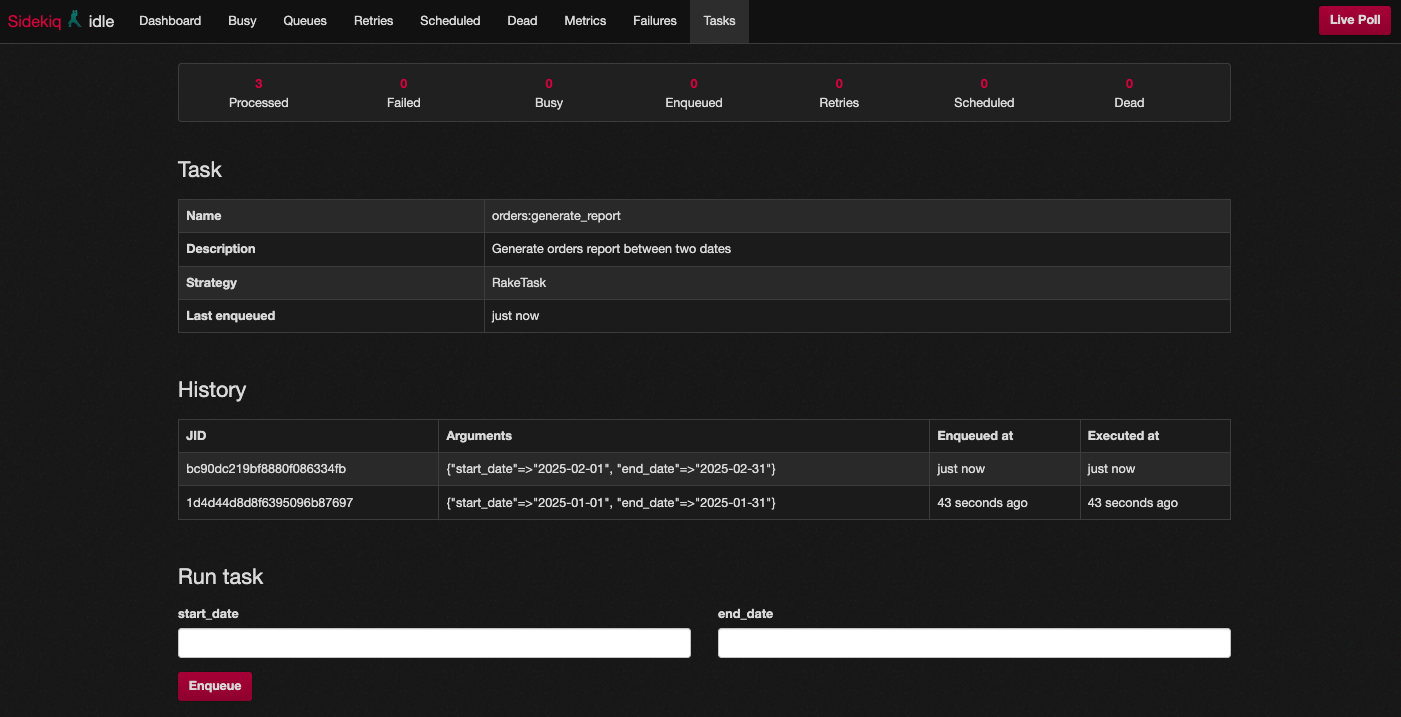 Sidekiq idle Dashboard Busy Queues Retries Scheduled Dead Metrics Failures Tasks Live Poll
3 0 0 0 0 0 0
Processed Failed Busy Enqueued Retries Scheduled Dead
Task
Name orders:generate_report
Description Generate orders report between two dates
Strategy RakeTask
Last enqueued just now
History
JID Arguments Enqueued at Executed at
bc90dc219bf8880f086334fb {"start_date"=>"2025-02-01", "end_date"=>"2025-02-31"} just now just now
1d4d44d8d8f6395096b87697 {"start_date"=>"2025-01-01", "end_date"=>"2025-01-31"} 43 seconds ago 43 seconds ago
Run task
start_date end_date
Enqueue